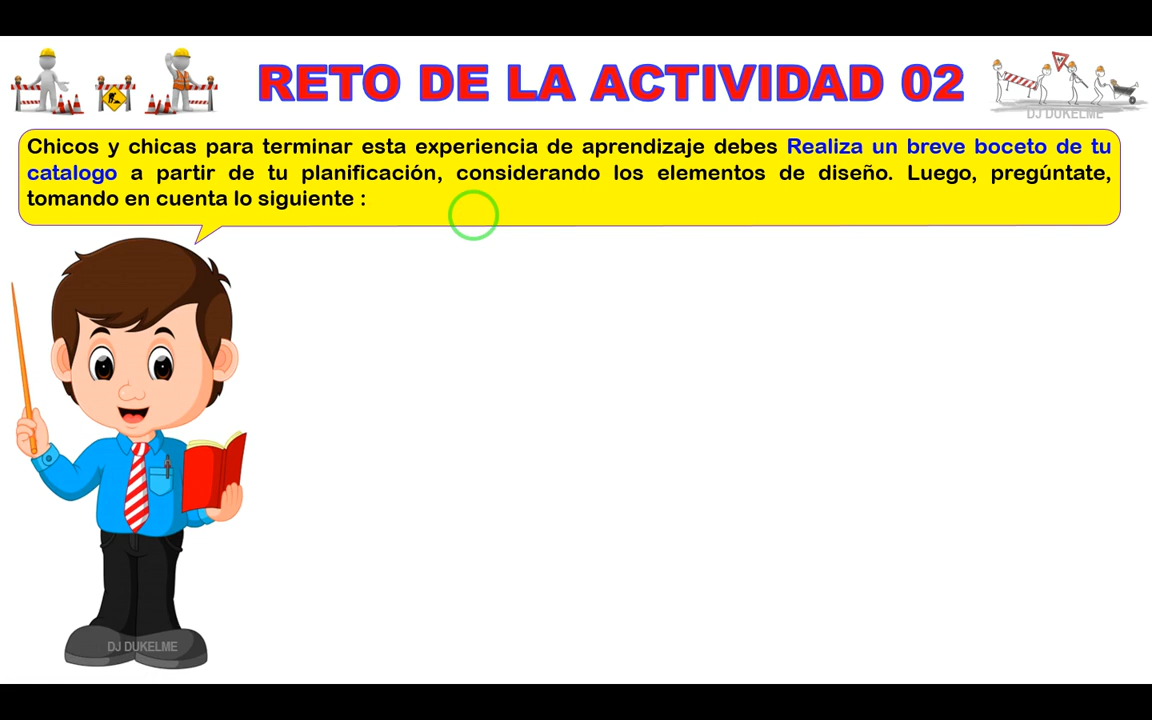 RETO DE LA ACTIVIDAD 02
DJ DUKELME
Chicos y chicas para terminar esta experiencia de aprendizaje debes Realiza un breve boceto de tu
catalogo a partir de tu planificación, considerando los elementos de diseño. Luego, pregúntate,
tomando en cuenta lo siguiente :
DJ DUKELME